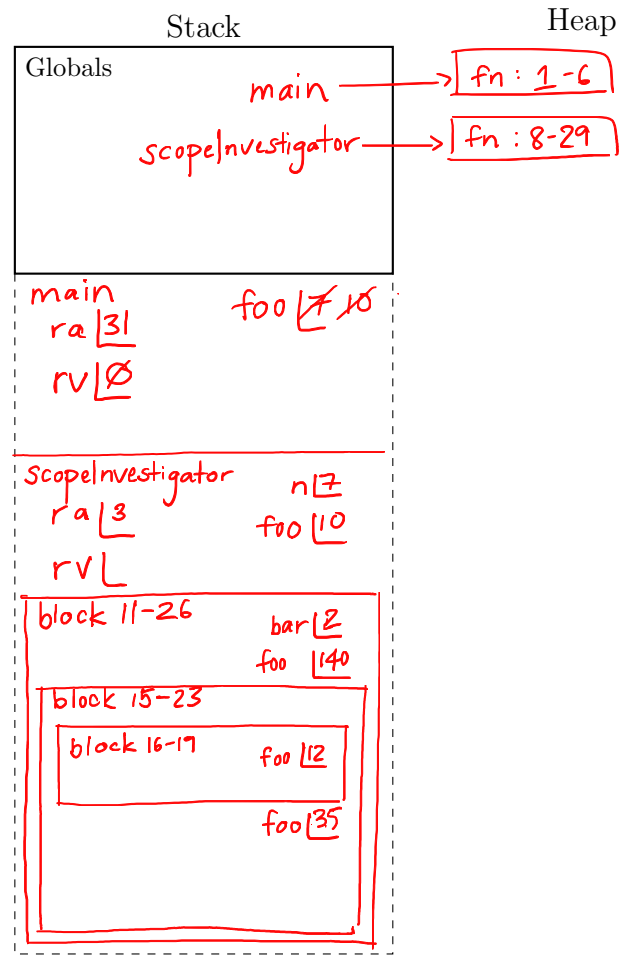 Stack
Heap
Globals
main
fn : 1-6
scopeInvestigator
fn : 8-29
main
foo 7 10
ra 31
rv 0
scopeInvestigator
n 7
ra 3
foo 10
rv
block 11-26
bar 2
foo 140
block 15-23
block 16-19
foo 12
foo 35